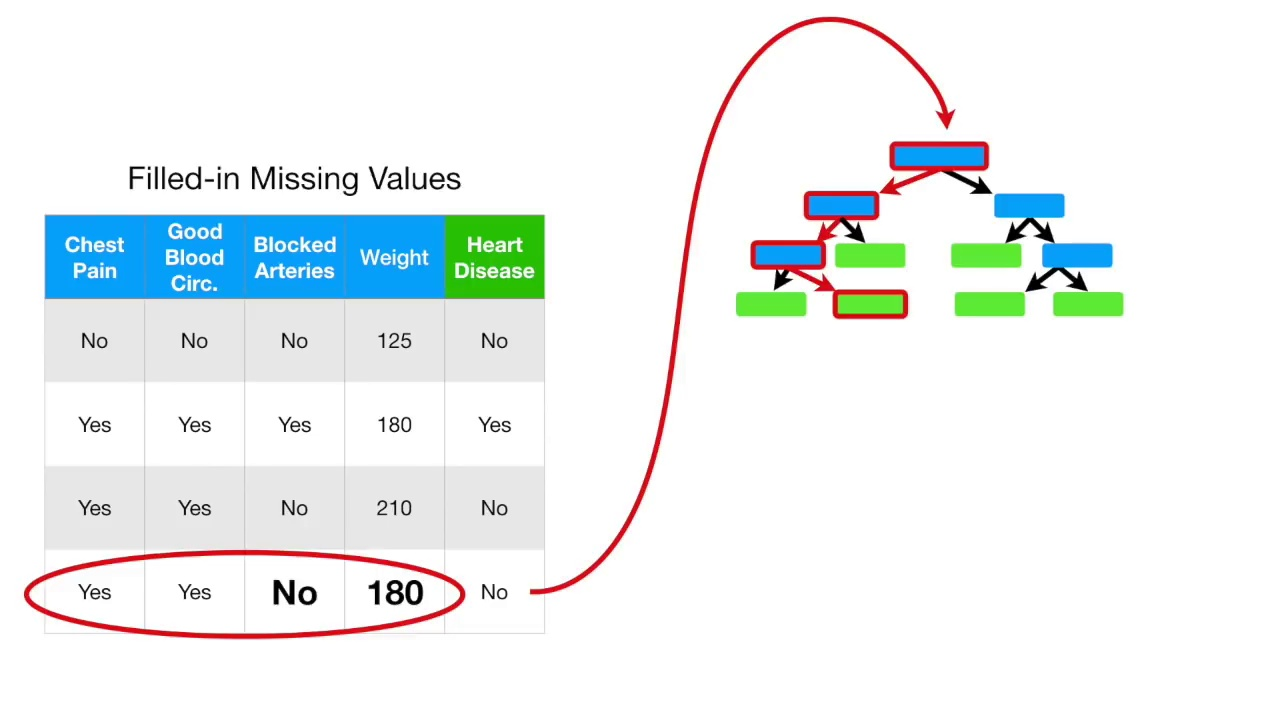 Filled-in Missing Values
Chest
Pain
Good
Blood
Circ.
Blocked
Arteries
Weight
Heart
Disease
No No No 125 No
Yes Yes Yes 180 Yes
Yes Yes No 210 No
Yes Yes No 180 No